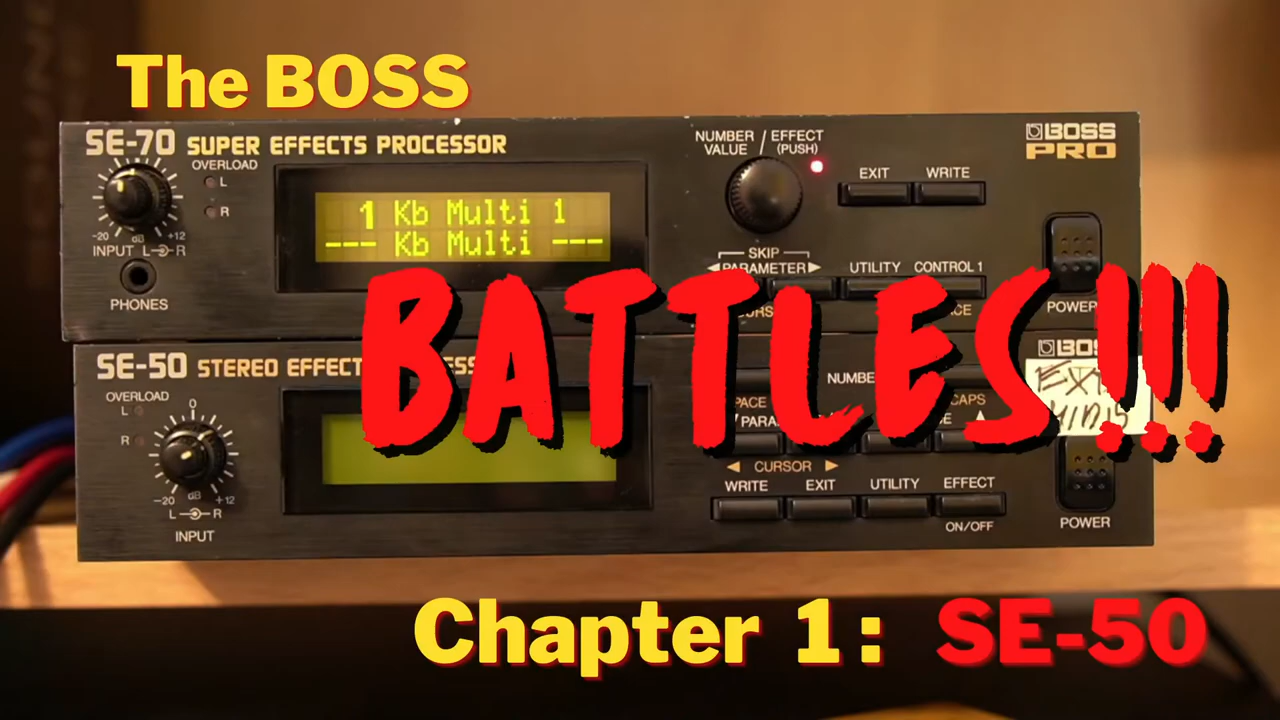 The BOSS
SE-70 SUPER EFFECTS PROCESSOR
OVERLOAD
L
R
-20 dB +12
INPUT L R
PHONES
1 Kb Multi 1
--- Kb Multi ---
NUMBER / EFFECT
VALUE (PUSH)
EXIT WRITE
SKIP
◀PARAMETER▶
UTILITY CONTROL 1
BOSS
PRO
POWER
BATTLES!!!
SE-50 STEREO
OVERLOAD
L
R
0
-20 dB +12
L R
INPUT
◀ CURSOR ▶
WRITE EXIT UTILITY EFFECT
ON/OFF
CAPS
POWER
Chapter 1: SE-50